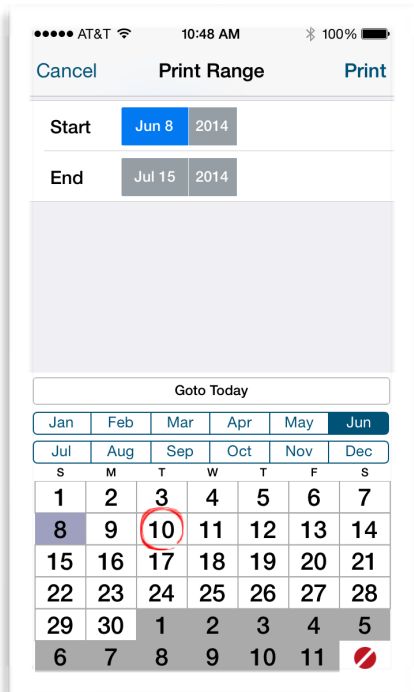 AT&T 10:48 AM 100%
Cancel Print Range Print
Start Jun 8 2014
End Jul 15 2014
Goto Today
Jan Feb Mar Apr May Jun
Jul Aug Sep Oct Nov Dec
S M T W T F S
1 2 3 4 5 6 7
8 9 10 11 12 13 14
15 16 17 18 19 20 21
22 23 24 25 26 27 28
29 30 1 2 3 4 5
6 7 8 9 10 11